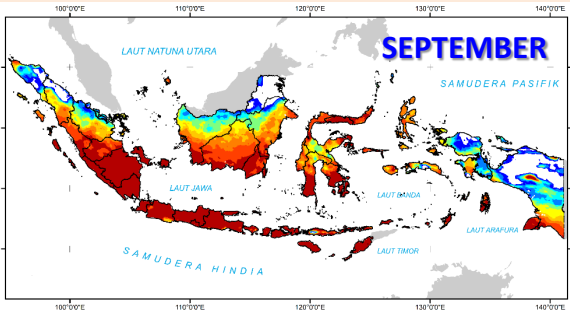 100°0'0"E 110°0'0"E 120°0'0"E 130°0'0"E 140°0'0"E
SEPTEMBER
LAUT NATUNA UTARA
SAMUDERA PASIFIK
LAUT JAWA
LAUT BANDA
LAUT ARAFURA
LAUT TIMOR
SAMUDERA HINDIA
100°0'0"E 110°0'0"E 120°0'0"E 130°0'0"E 140°0'0"E